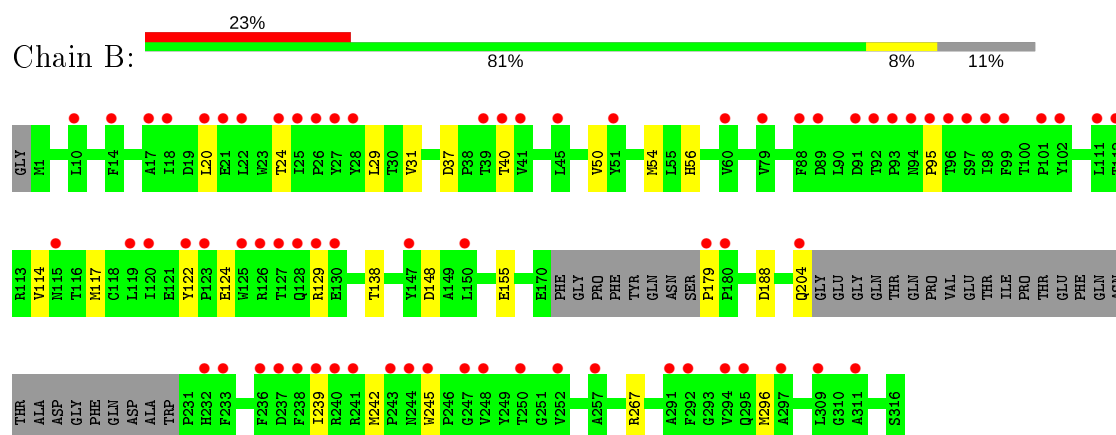 23%
Chain B:
81% 8% 11%
GLY M1 L10 F14 A17 I18 D19 L20 E21 L22 W23 T24 I25 P26 Y27 Y28 L29 T30 V31 D37 P38 T39 T40 V41 L45 V50 Y51 M54 L55 H56 V60 V79 F88 D89 L90 D91 T92 P93 N94 P95 T96 S97 I98 F99 T100 P101 Y102 L111
R113 V114 N115 T116 M117 C118 L119 I120 E121 Y122 P123 E124 W125 R126 T127 Q128 R129 E130 T138 Y147 D148 A149 L150 E155 E170 PHE GLY PRO PHE TYR GLN ASN SER P179 P180 D188 Q204 GLY GLU GLY GLN THR GLN PRO VAL GLU THR ILE PRO THR GLU PHE GLN
THR ALA ASP GLY PHE GLN ASP ALA TRP P231 H232 F233 F236 D237 F238 I239 R240 R241 M242 P243 N244 W245 P246 G247 V248 Y249 T250 G251 V252 A257 R267 A291 F292 G293 V294 Q295 M296 A297 L309 G310 A311 S316